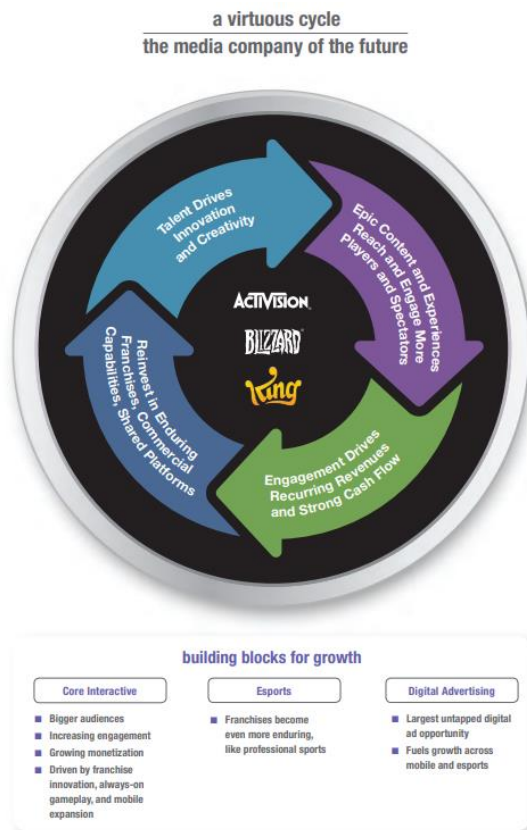 a virtuous cycle
the media company of the future
Talent Drives
Innovation
and Creativity
Epic Content and Experiences
Reach and Engage More
Players and Spectators
Engagement Drives
Recurring Revenues
and Strong Cash Flow
Reinvest in Enduring
Franchises, Commercial
Capabilities, Shared Platforms
ACTIVISION
BLIZZARD
King
building blocks for growth
Core Interactive
Bigger audiences
Increasing engagement
Growing monetization
Driven by franchise
innovation, always-on
gameplay, and mobile
expansion
Esports
Franchises become
even more enduring,
like professional sports
Digital Advertising
Largest untapped digital
ad opportunity
Fuels growth across
mobile and esports